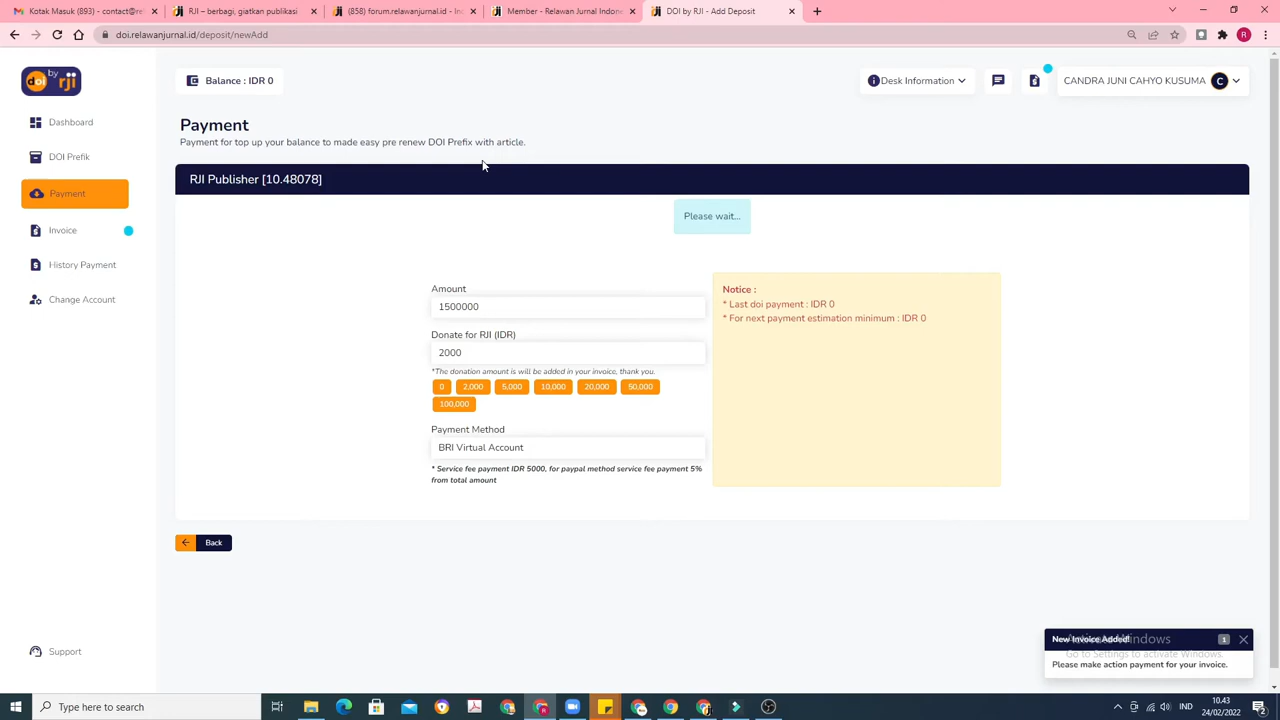 Kotak Masuk (893) - contact@re
RJI – berbagi, giatkan publikasi
(858) forum.relawanjurnal.id - In
Member - Relawan Jurnal Indone
DOI by RJI - Add Deposit
doi.relawanjurnal.id/deposit/newAdd
R
doi by rji
Balance : IDR 0
Desk Information
CANDRA JUNI CAHYO KUSUMA
C
Dashboard
DOI Prefik
Payment
Invoice
History Payment
Change Account
Support
Payment
Payment for top up your balance to made easy pre renew DOI Prefix with article.
RJI Publisher [10.48078]
Please wait...
Amount
1500000
Donate for RJI (IDR)
2000
*The donation amount is will be added in your invoice, thank you.
0 2,000 5,000 10,000 20,000 50,000
100,000
Payment Method
BRI Virtual Account
* Service fee payment IDR 5000, for paypal method service fee payment 5%
from total amount
Notice :
* Last doi payment : IDR 0
* For next payment estimation minimum : IDR 0
Back
New Invoice Added!
1
Activate Windows
Go to Settings to activate Windows.
Please make action payment for your invoice.
Type here to search
IND
10.43
24/02/2022
2